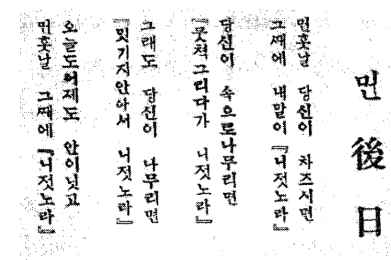 먼 後 日
먼훗날 당신이 차즈시면
그때에 내말이 『니젓노라』
당신이 속으로나무리면
『뭇쳑그리다가 니젓노라』
그래도 당신이 나무리면
『밋기지안아서 니젓노라』
오늘도어제도 안이닛고
먼훗날 그때에 『니젓노라』